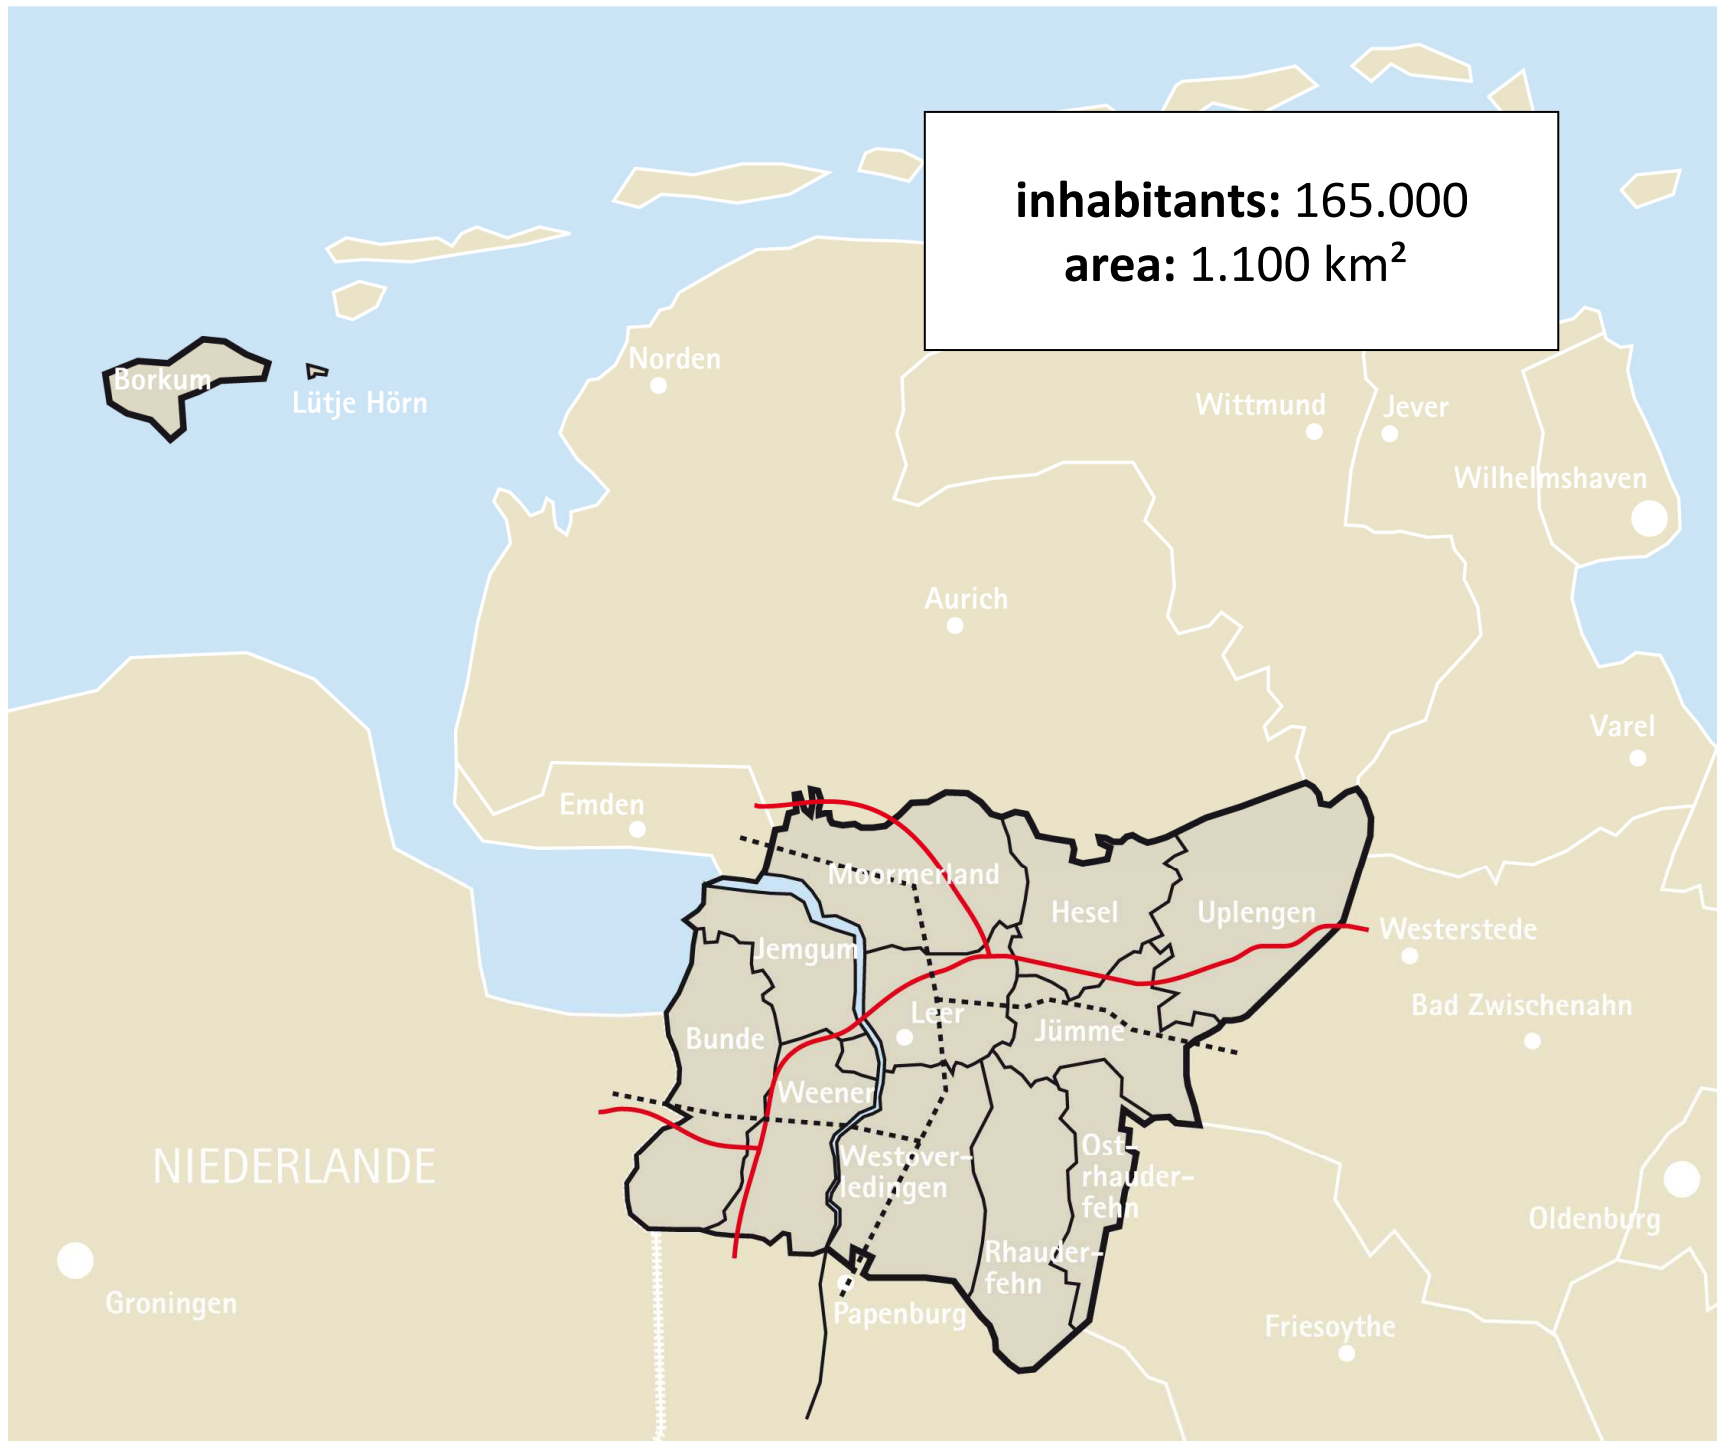 inhabitants: 165.000
area: 1.100 km²
Norden
Borkum
Lütje Hörn
Wittmund
Jever
Wilhelmshaven
Aurich
Varel
Emden
Moormerland
Hesel
Uplengen
Westerstede
Jemgum
Bad Zwischenahn
Leer
Jümme
Bunde
Weener
NIEDERLANDE
Westover-
ledingen
Ost-
rhauder-
fehn
Oldenburg
Rhauder-
fehn
Groningen
Papenburg
Friesoythe